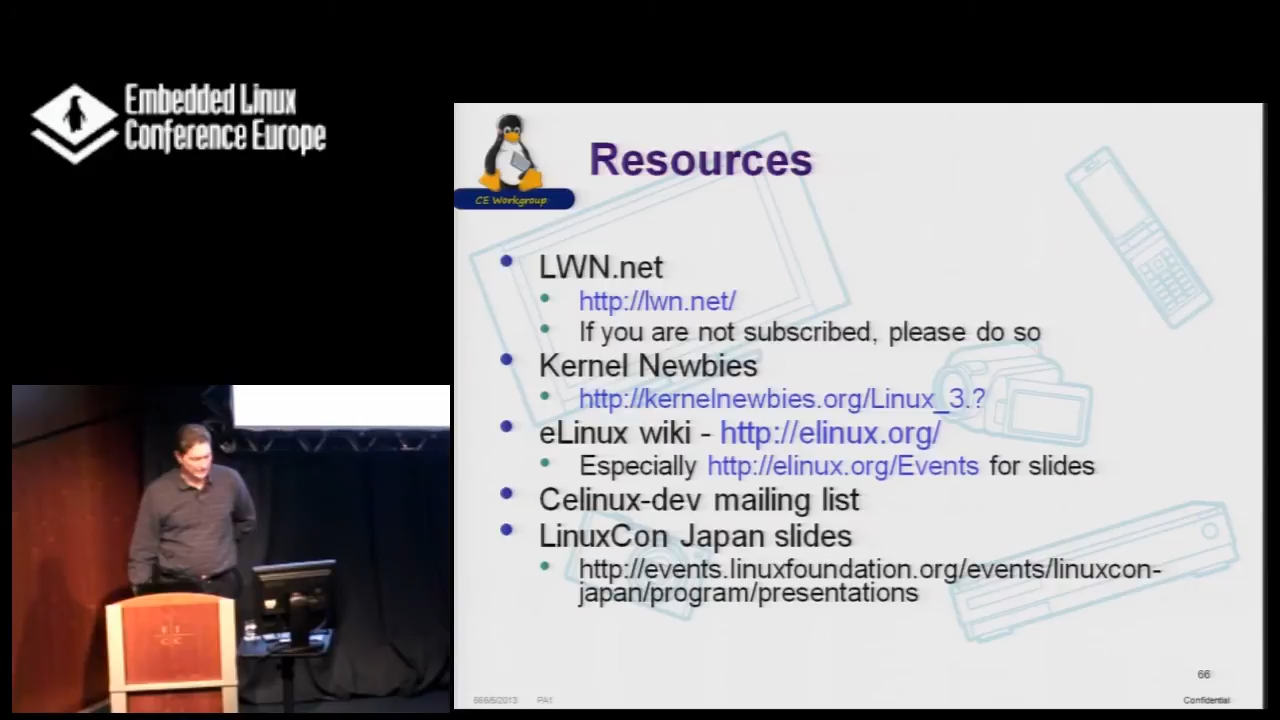 Embedded Linux
Conference Europe
CE Workgroup
Resources
LWN.net
http://lwn.net/
If you are not subscribed, please do so
Kernel Newbies
http://kernelnewbies.org/Linux_3.?
eLinux wiki - http://elinux.org/
Especially http://elinux.org/Events for slides
Celinux-dev mailing list
LinuxCon Japan slides
http://events.linuxfoundation.org/events/linuxcon-
japan/program/presentations
66
PA1
Confidential